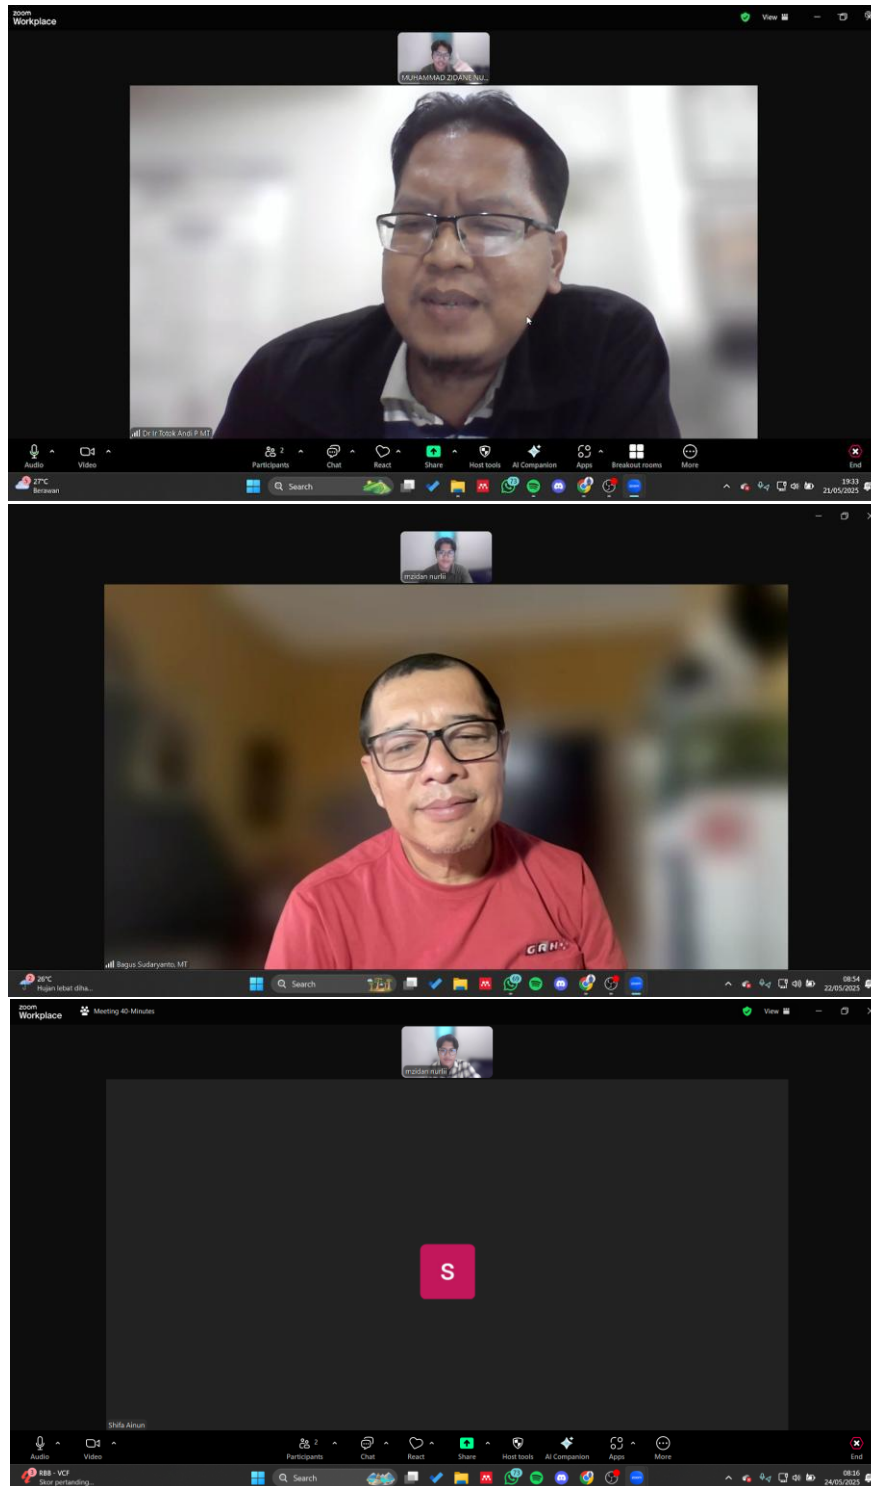 zoom
Workplace
View
MUHAMMAD ZIDANE NU...
Dr Ir Totok Andi P MT
Audio
Video
Participants
2
Chat
React
Share
Host tools
AI Companion
Apps
Breakout rooms
More
End
27°C
Berawan
Search
19:33
21/05/2025
mzidan nurlii
GRN
Bagus Sudaryanto, MT
26°C
Hujan lebat diha...
Search
08:54
22/05/2025
zoom
Workplace
Meeting 40-Minutes
View
mzidan nurlii
S
Shifa Ainun
Audio
Video
Participants
2
Chat
React
Share
Host tools
AI Companion
Apps
More
End
RBB - VCF
Skor pertanding...
Search
08:16
24/05/2025